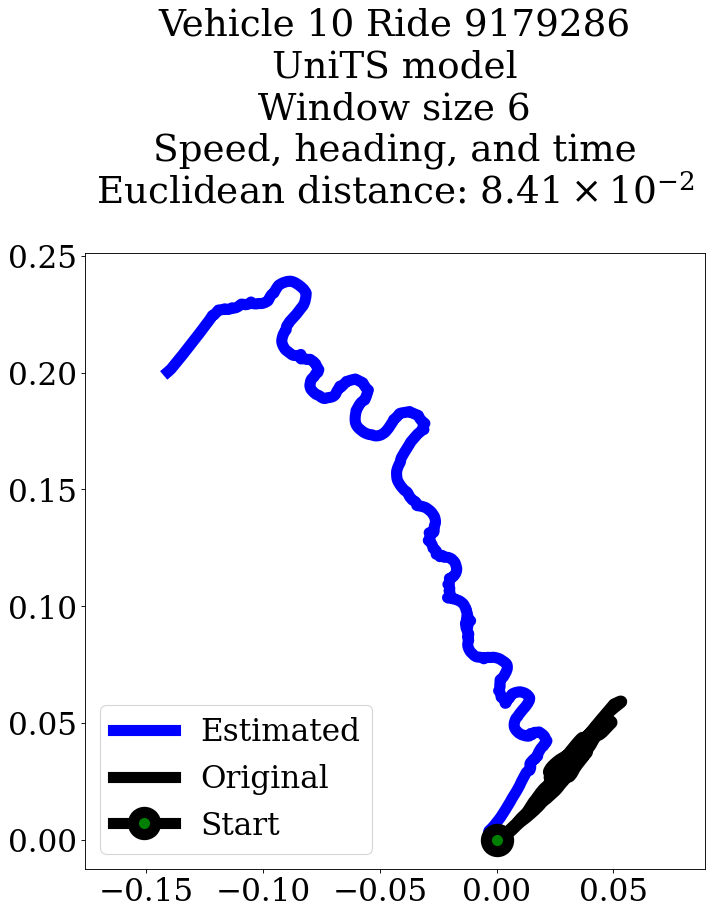 Vehicle 10 Ride 9179286
UniTS model
Window size 6
Speed, heading, and time
Euclidean distance: 8.41 × 10⁻²
0.25
0.20
0.15
0.10
0.05
0.00
Estimated
Original
Start
−0.15 −0.10 −0.05 0.00 0.05